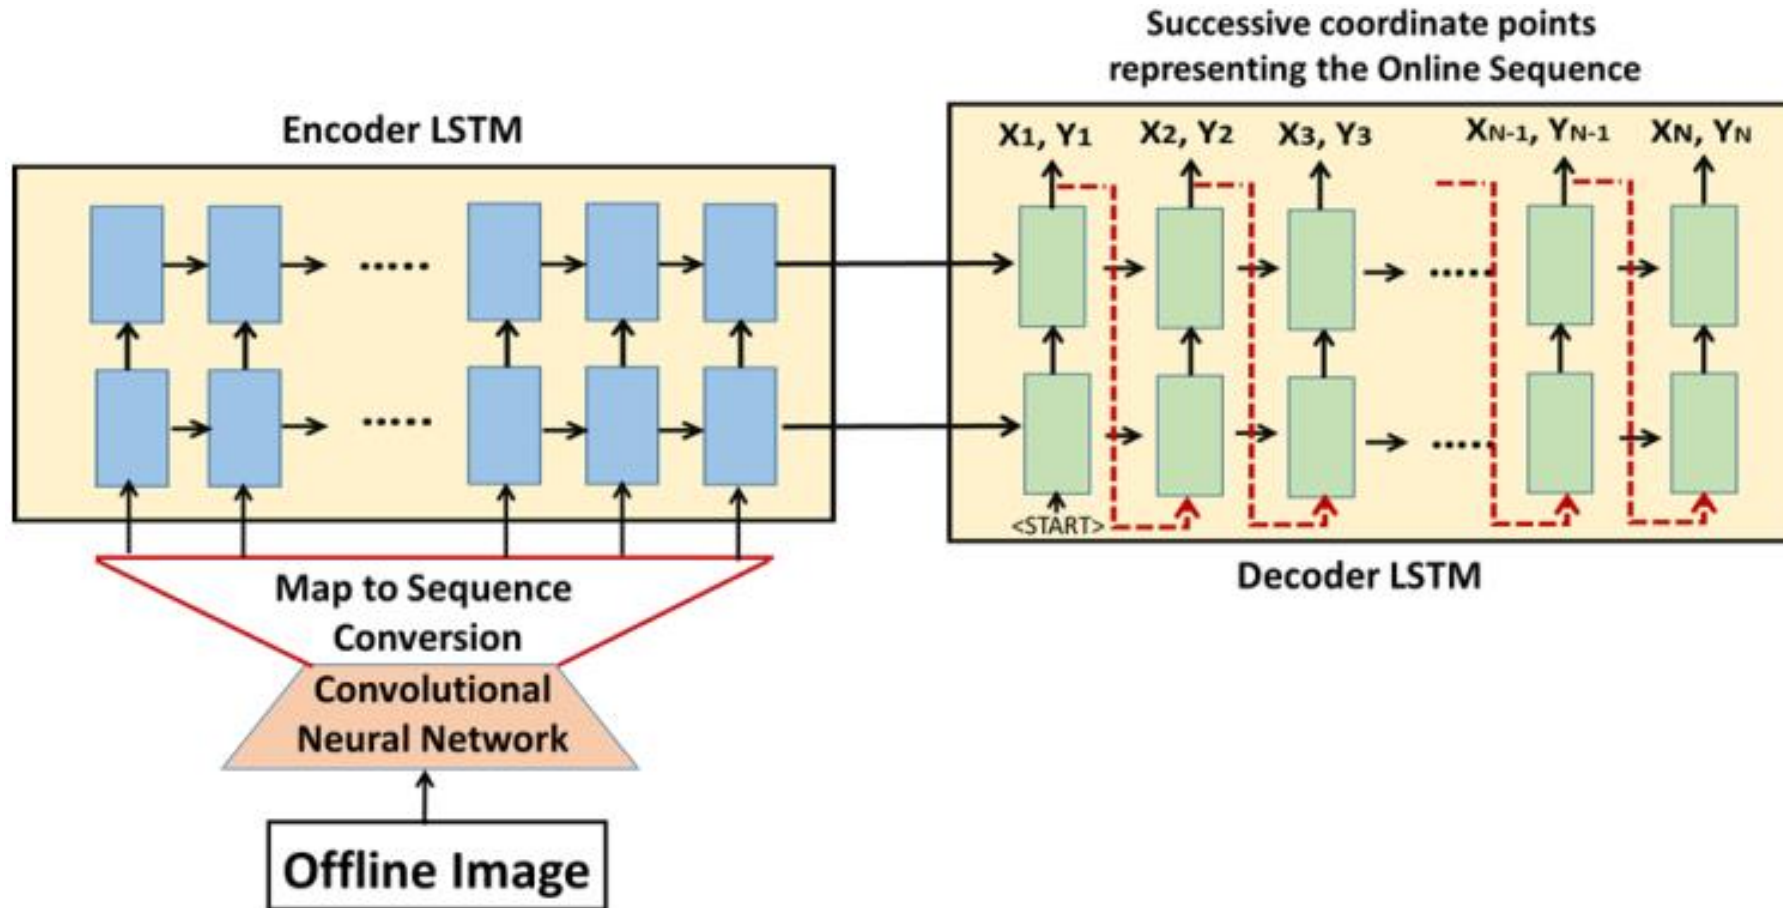 Successive coordinate points
representing the Online Sequence
Encoder LSTM
X1, Y1 X2, Y2 X3, Y3 XN-1, YN-1 XN, YN
.....
.....
.....
.....
<START>
Decoder LSTM
Map to Sequence
Conversion
Convolutional
Neural Network
Offline Image